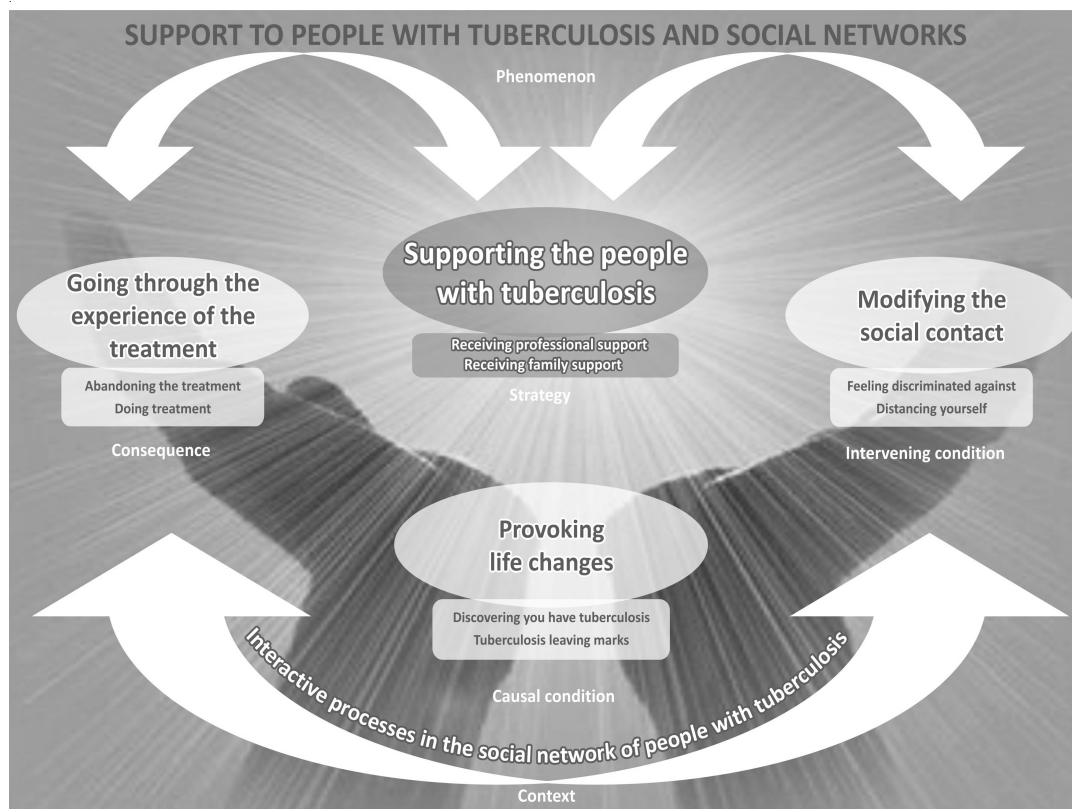 SUPPORT TO PEOPLE WITH TUBERCULOSIS AND SOCIAL NETWORKS
Phenomenon
Supporting the people
with tuberculosis
Receiving professional support
Receiving family support
Strategy
Going through the
experience of the
treatment
Abandoning the treatment
Doing treatment
Consequence
Modifying the
social contact
Feeling discriminated against
Distancing yourself
Intervening condition
Provoking
life changes
Discovering you have tuberculosis
Tuberculosis leaving marks
Causal condition
Interactive processes in the social network of people with tuberculosis
Context